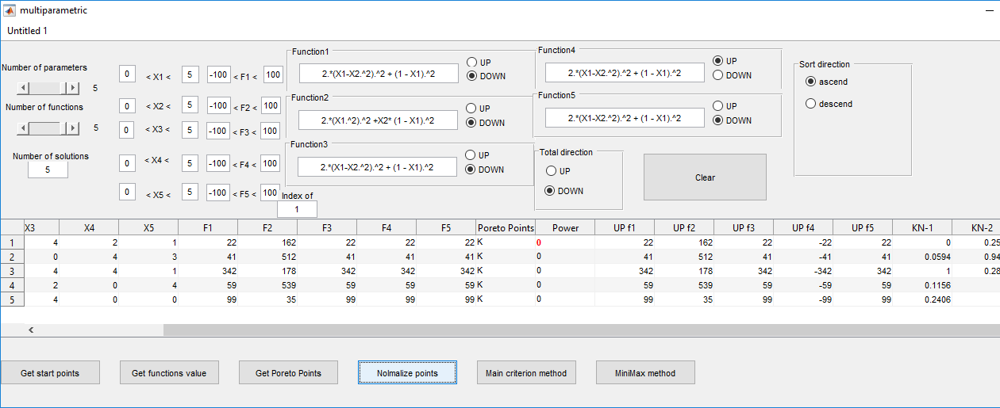 multiparametric
Untitled 1
Number of parameters
5
Number of functions
5
Number of solutions
5
0 < X1 < 5 -100 < F1 < 100
0 < X2 < 5 -100 < F2 < 100
0 < X3 < 5 -100 < F3 < 100
0 < X4 < 5 -100 < F4 < 100
0 < X5 < 5 -100 < F5 < 100
Index of
1
Function1
2.*(X1-X2.^2).^2 + (1 - X1).^2
UP
DOWN
Function2
2.*(X1.^2).^2 +X2* (1 - X1).^2
UP
DOWN
Function3
2.*(X1-X2.^2).^2 + (1 - X1).^2
UP
DOWN
Function4
2.*(X1-X2.^2).^2 + (1 - X1).^2
UP
DOWN
Function5
2.*(X1-X2.^2).^2 + (1 - X1).^2
UP
DOWN
Total direction
UP
DOWN
Clear
Sort direction
ascend
descend
X3 X4 X5 F1 F2 F3 F4 F5 Poreto Points Power UP f1 UP f2 UP f3 UP f4 UP f5 KN-1 KN-2
1 4 2 1 22 162 22 22 22 K 0 22 162 22 -22 22 0 0.25
2 0 4 3 41 512 41 41 41 K 0 41 512 41 -41 41 0.0594 0.94
3 4 4 1 342 178 342 342 342 K 0 342 178 342 -342 342 1 0.28
4 2 0 4 59 539 59 59 59 K 0 59 539 59 -59 59 0.1156
5 4 0 0 99 35 99 99 99 K 0 99 35 99 -99 99 0.2406
Get start points Get functions value Get Poreto Points Nolmalize points Main criterion method MiniMax method